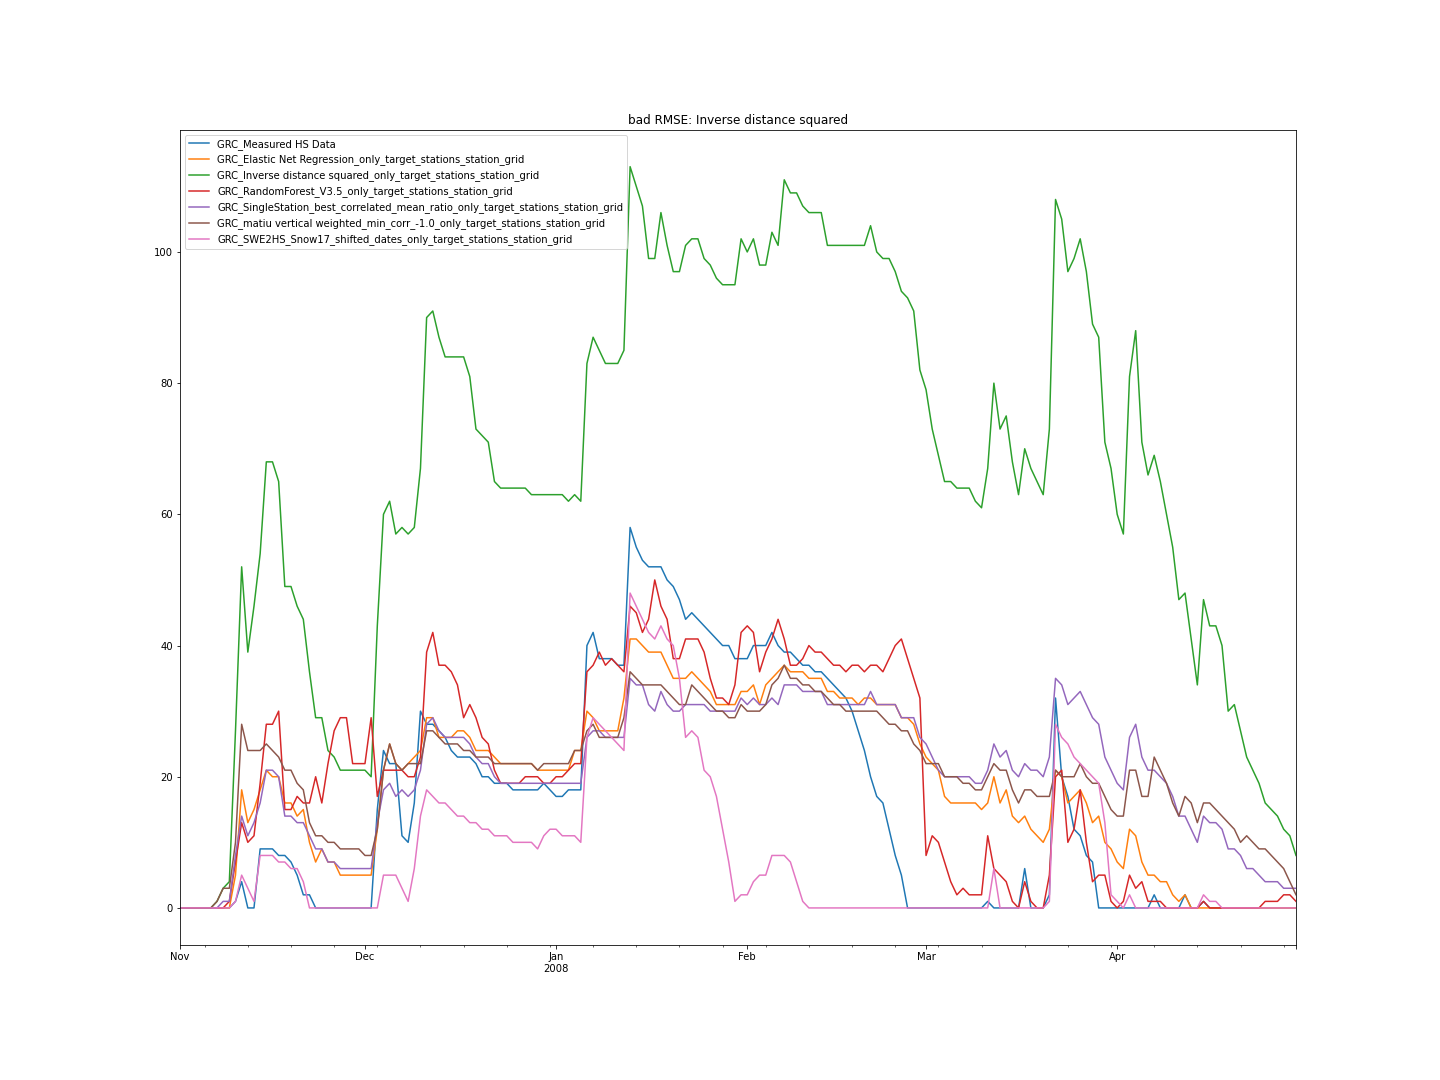 bad RMSE: Inverse distance squared
GRC_Measured HS Data
GRC_Elastic Net Regression_only_target_stations_station_grid
GRC_Inverse distance squared_only_target_stations_station_grid
GRC_RandomForest_V3.5_only_target_stations_station_grid
GRC_SingleStation_best_correlated_mean_ratio_only_target_stations_station_grid
GRC_matiu vertical weighted_min_corr_-1.0_only_target_stations_station_grid
GRC_SWE2HS_Snow17_shifted_dates_only_target_stations_station_grid
100
80
60
40
20
0
Nov Dec Jan Feb Mar Apr
2008